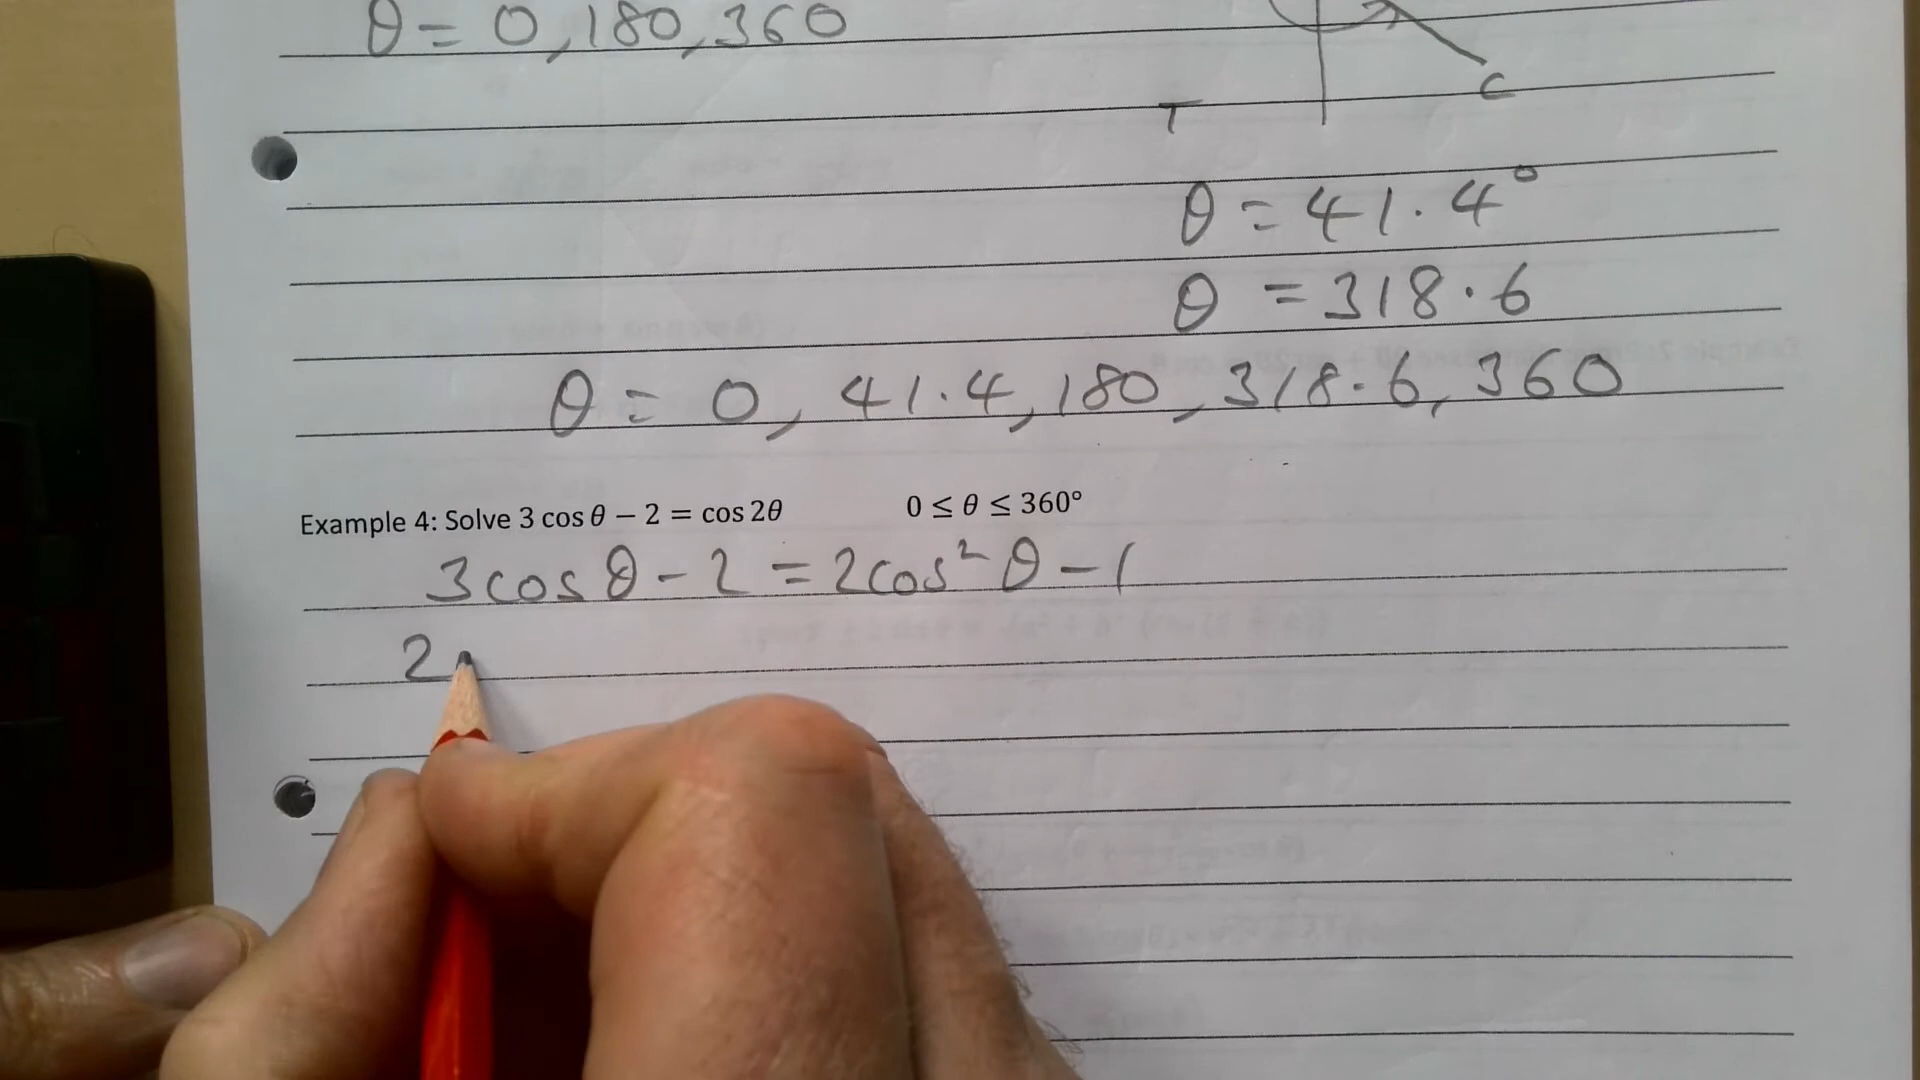 θ = 0, 180, 360
C
T
θ = 41.4°
θ = 318.6
θ = 0, 41.4, 180, 318.6, 360
Example 4: Solve 3 cos θ − 2 = cos 2θ 0 ≤ θ ≤ 360°
3cos θ − 2 = 2cos² θ − 1
2